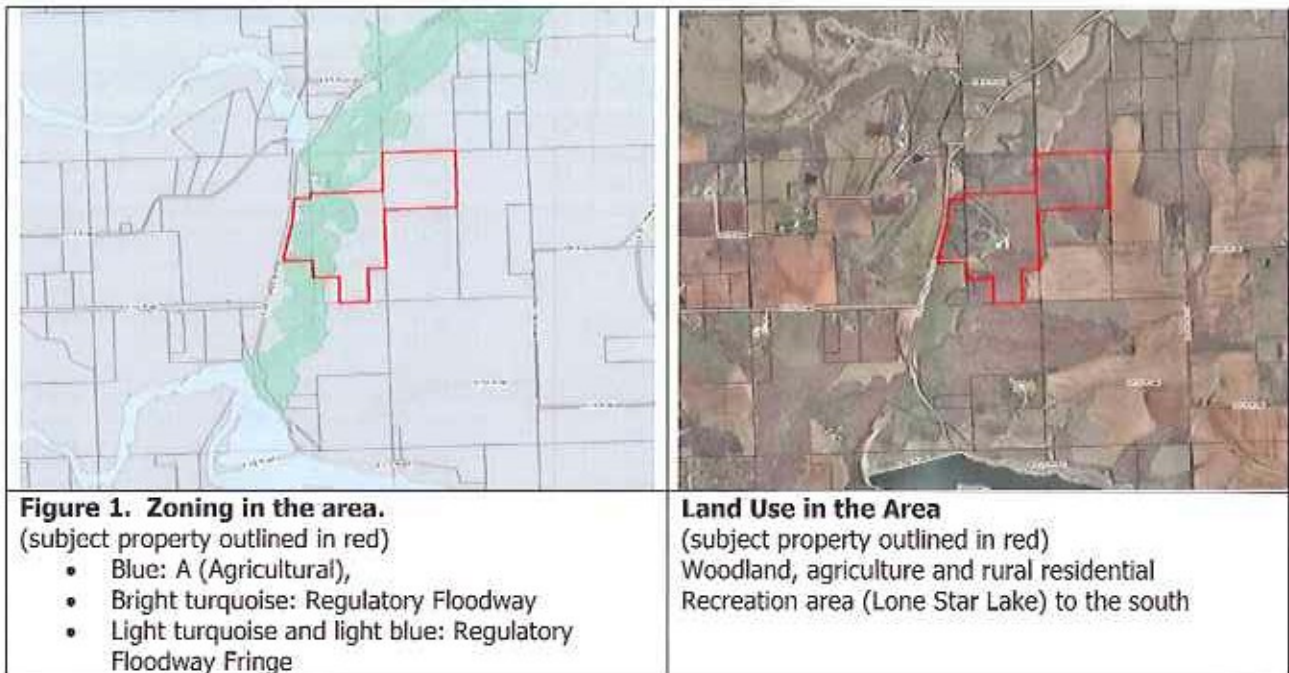 Figure 1. Zoning in the area.
(subject property outlined in red)
• Blue: A (Agricultural),
• Bright turquoise: Regulatory Floodway
• Light turquoise and light blue: Regulatory
Floodway Fringe
Land Use in the Area
(subject property outlined in red)
Woodland, agriculture and rural residential
Recreation area (Lone Star Lake) to the south